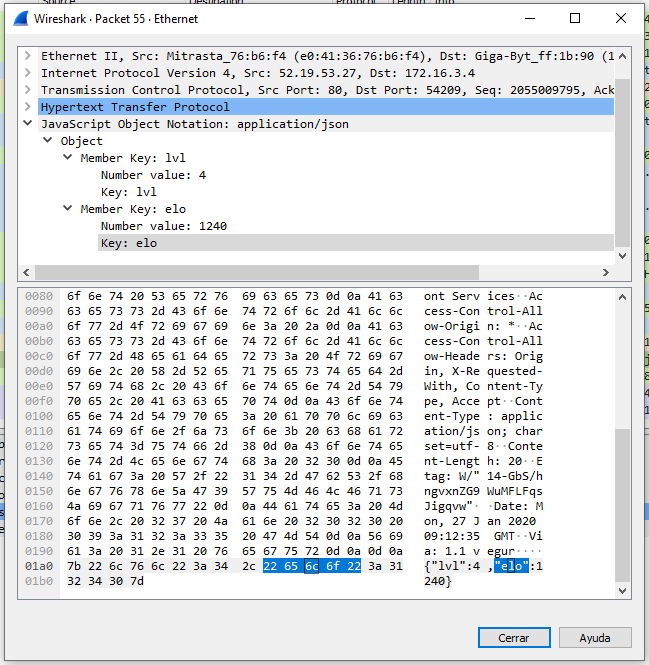 Source Destination Protocol Length Info
Wireshark · Packet 55 · Ethernet
Ethernet II, Src: Mitrasta_76:b6:f4 (e0:41:36:76:b6:f4), Dst: Giga-Byt_ff:1b:90 (1
Internet Protocol Version 4, Src: 52.19.53.27, Dst: 172.16.3.4
Transmission Control Protocol, Src Port: 80, Dst Port: 54209, Seq: 2055009795, Ack
Hypertext Transfer Protocol
JavaScript Object Notation: application/json
Object
Member Key: lvl
Number value: 4
Key: lvl
Member Key: elo
Number value: 1240
Key: elo
0080 6f 6e 74 20 53 65 72 76 69 63 65 73 0d 0a 41 63 ont Services··Ac
0090 63 65 73 73 2d 43 6f 6e 74 72 6f 6c 2d 41 6c 6c cess-Control-All
00a0 6f 77 2d 4f 72 69 67 69 6e 3a 20 2a 0d 0a 41 63 ow-Origin: *··Ac
00b0 63 65 73 73 2d 43 6f 6e 74 72 6f 6c 2d 41 6c 6c cess-Control-All
00c0 6f 77 2d 48 65 61 64 65 72 73 3a 20 4f 72 69 67 ow-Headers: Orig
00d0 69 6e 2c 20 58 2d 52 65 71 75 65 73 74 65 64 2d in, X-Requested-
00e0 57 69 74 68 2c 20 43 6f 6e 74 65 6e 74 2d 54 79 With, Content-Ty
00f0 70 65 2c 20 41 63 63 65 70 74 0d 0a 43 6f 6e 74 pe, Accept··Cont
0100 65 6e 74 2d 54 79 70 65 3a 20 61 70 70 6c 69 63 ent-Type: applic
0110 61 74 69 6f 6e 2f 6a 73 6f 6e 3b 20 63 68 61 72 ation/json; char
0120 73 65 74 3d 75 74 66 2d 38 0d 0a 43 6f 6e 74 65 set=utf-8··Conte
0130 6e 74 2d 4c 65 6e 67 74 68 3a 20 32 30 0d 0a 45 nt-Length: 20··E
0140 74 61 67 3a 20 57 2f 22 31 34 2d 47 62 53 2f 68 tag: W/"14-GbS/h
0150 6e 67 76 78 6e 5a 47 39 57 75 4d 46 4c 46 71 73 ngvxnZG9WuMFLFqs
0160 4a 69 67 71 76 77 22 0d 0a 44 61 74 65 3a 20 4d Jigqvw"··Date: M
0170 6f 6e 2c 20 32 37 20 4a 61 6e 20 32 30 32 30 20 on, 27 Jan 2020
0180 30 39 3a 31 32 3a 33 35 20 47 4d 54 0d 0a 56 69 09:12:35 GMT··Vi
0190 61 3a 20 31 2e 31 20 76 65 67 75 72 0d 0a 0d 0a a: 1.1 vegur····
01a0 7b 22 6c 76 6c 22 3a 34 2c 22 65 6c 6f 22 3a 31 {"lvl":4,"elo":1
01b0 32 34 30 7d 240}
Cerrar Ayuda